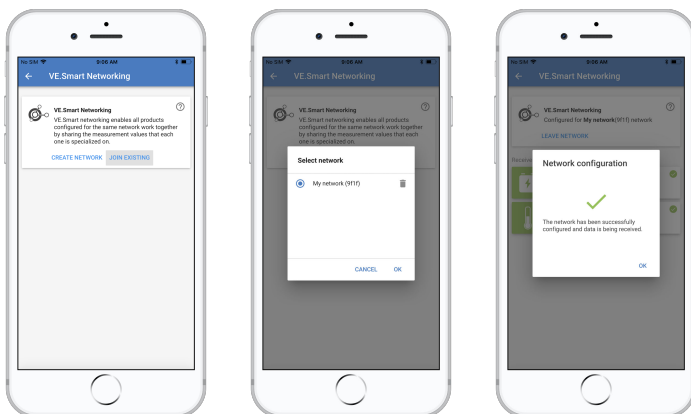 No SIM 9:06 AM
VE.Smart Networking
VE.Smart Networking
VE.Smart networking enables all products
configured for the same network work together
by sharing the measurement values that each
one is specialized on.
CREATE NETWORK JOIN EXISTING
No SIM 9:06 AM
VE.Smart Networking
VE.Smart Networking
VE.Smart networking enables all products
configured for the same network work together
by sharing the measurement values that each
one is specialized on.
Select network
My network (9f1f)
CANCEL OK
No SIM 9:06 AM
VE.Smart Networking
VE.Smart Networking
Configured for My network(9f1f) network
LEAVE NETWORK
Network configuration
The network has been successfully
configured and data is being received.
OK